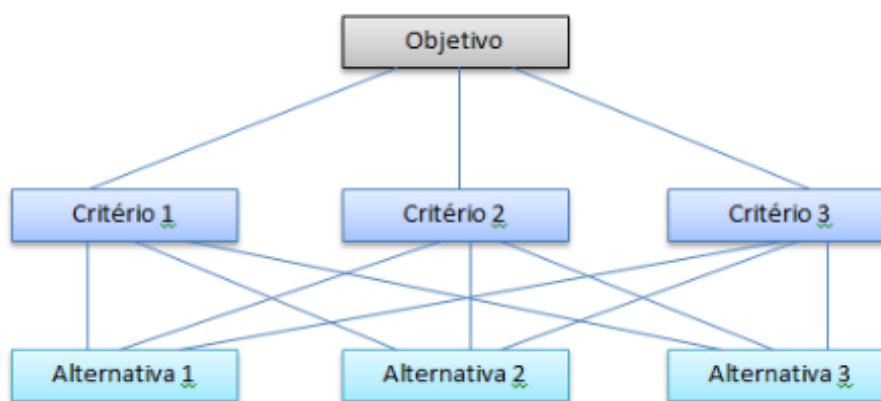 Objetivo
Critério 1
Critério 2
Critério 3
Alternativa 1
Alternativa 2
Alternativa 3